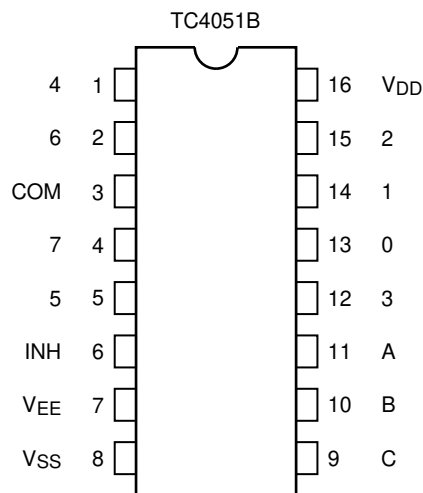 TC4051B
4 1 16 VDD
6 2 15 2
COM 3 14 1
7 4 13 0
5 5 12 3
INH 6 11 A
VEE 7 10 B
VSS 8 9 C